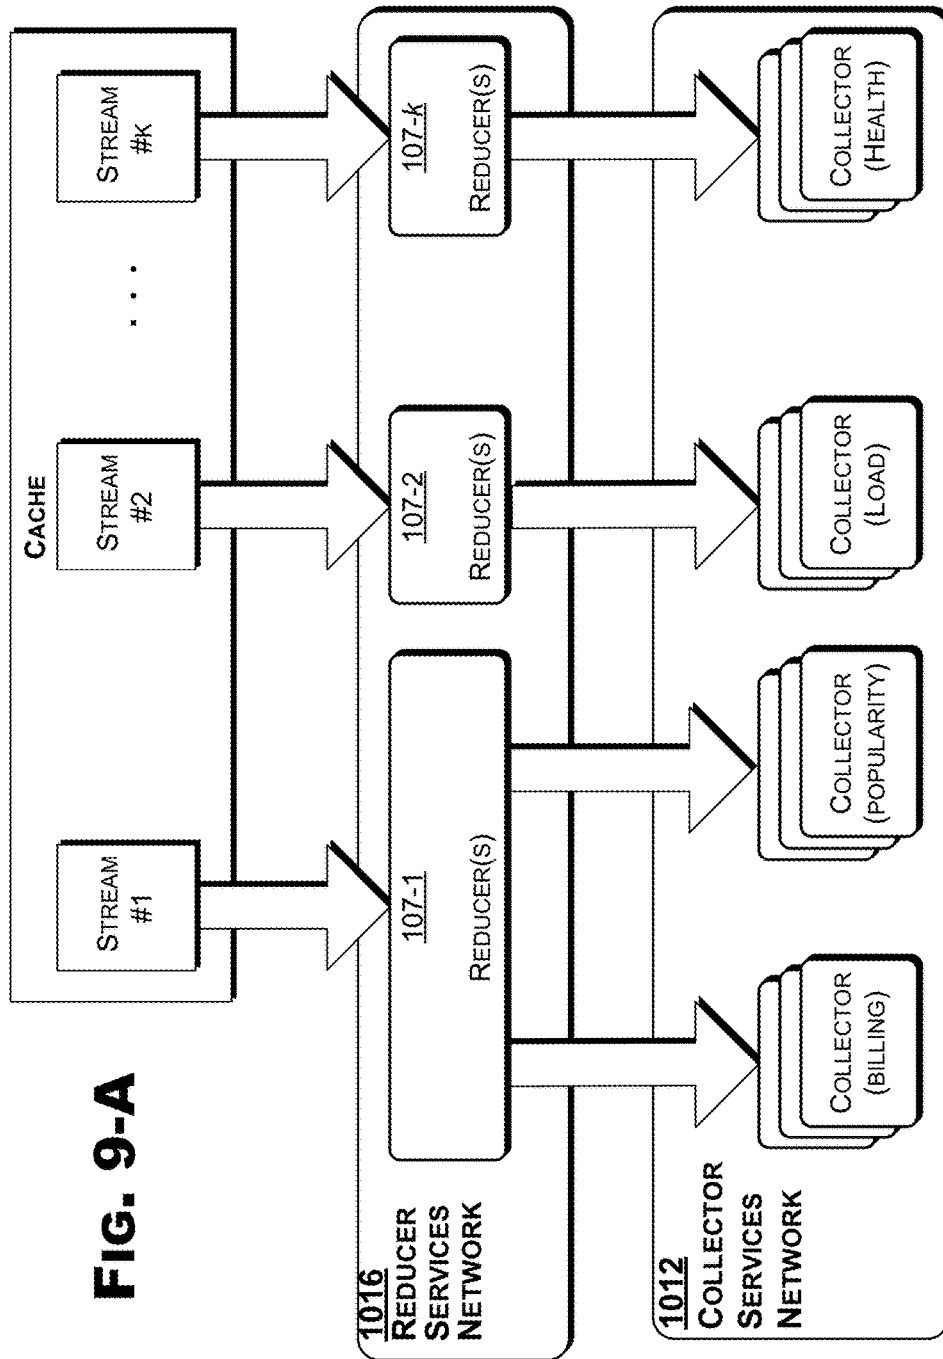 FIG. 9-A
CACHE
STREAM
#1
STREAM
#2
. . .
STREAM
#K
1016
REDUCER
SERVICES
NETWORK
107-1
REDUCER(S)
107-2
REDUCER(S)
107-k
REDUCER(S)
1012
COLLECTOR
SERVICES
NETWORK
COLLECTOR
(BILLING)
COLLECTOR
(POPULARITY)
COLLECTOR
(LOAD)
COLLECTOR
(HEALTH)